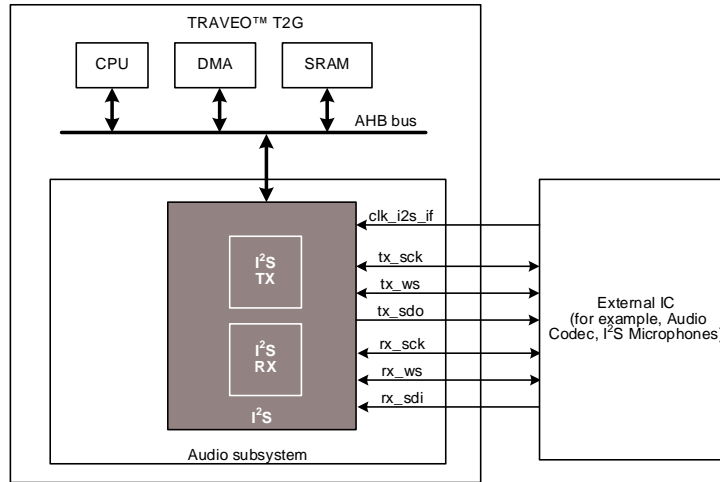 TRAVEO™ T2G
CPU
DMA
SRAM
AHB bus
clk_i2s_if
tx_sck
tx_ws
tx_sdo
rx_sck
rx_ws
rx_sdi
I²S
TX
I²S
RX
I²S
Audio subsystem
External IC
(for example, Audio
Codec, I²S Microphones)